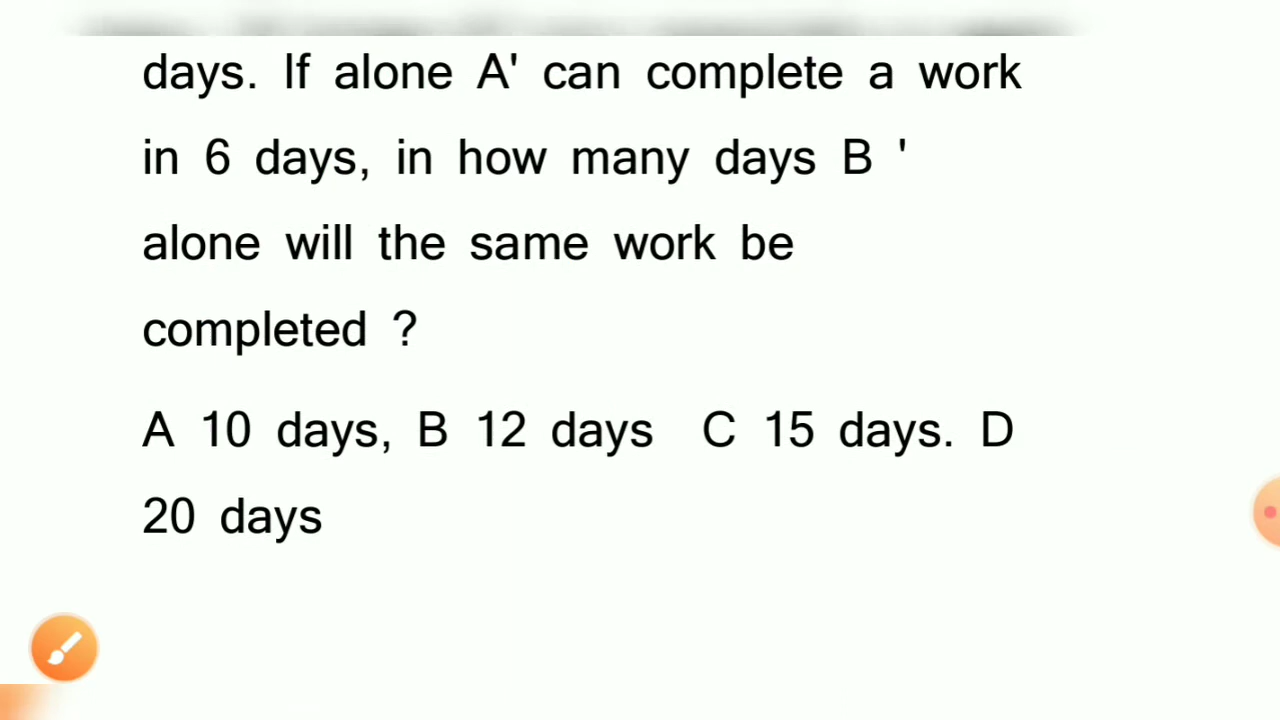 days. If alone A' can complete a work
in 6 days, in how many days B '
alone will the same work be
completed ?
A 10 days, B 12 days C 15 days. D
20 days